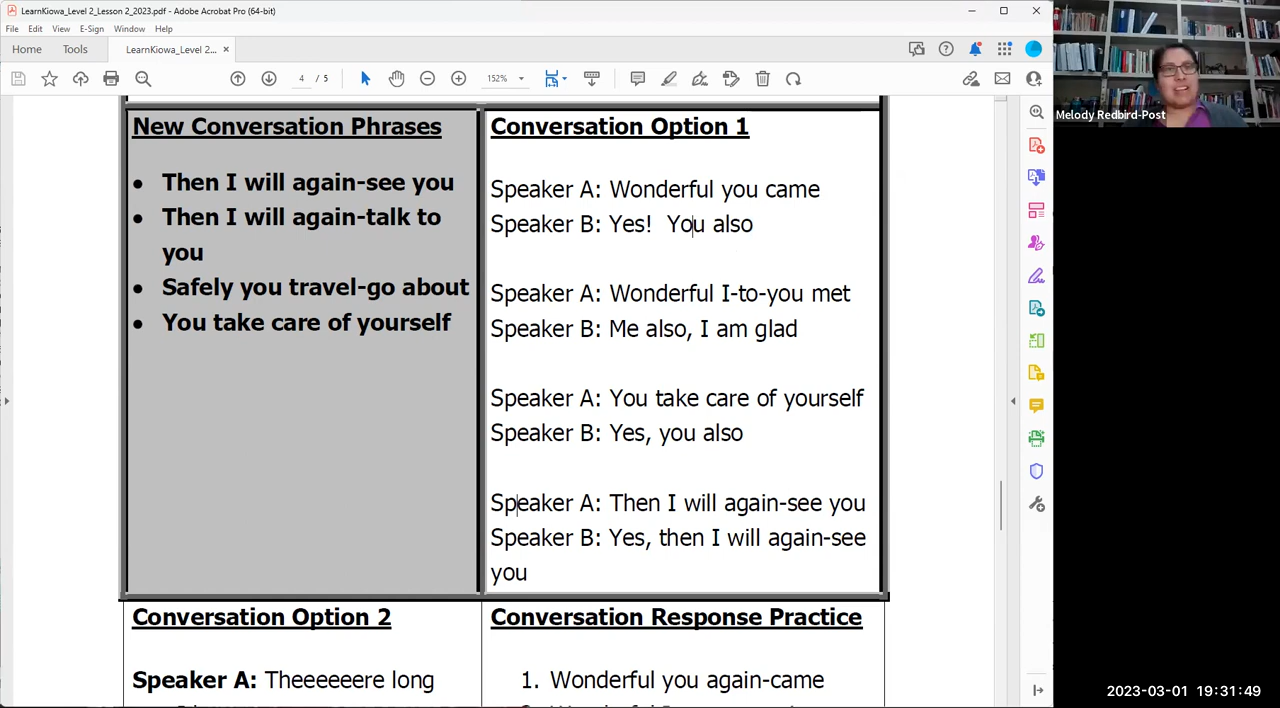 LearnKiowa_Level 2_Lesson 2_2023.pdf - Adobe Acrobat Pro (64-bit)
File Edit View E-Sign Window Help
Home Tools LearnKiowa_Level 2... ×
4 / 5 152%
New Conversation Phrases
• Then I will again-see you
• Then I will again-talk to
you
• Safely you travel-go about
• You take care of yourself
Conversation Option 1
Speaker A: Wonderful you came
Speaker B: Yes! You also
Speaker A: Wonderful I-to-you met
Speaker B: Me also, I am glad
Speaker A: You take care of yourself
Speaker B: Yes, you also
Speaker A: Then I will again-see you
Speaker B: Yes, then I will again-see
you
Conversation Option 2
Speaker A: Theeeeeere long
Conversation Response Practice
1. Wonderful you again-came
Melody Redbird-Post
2023-03-01 19:31:49